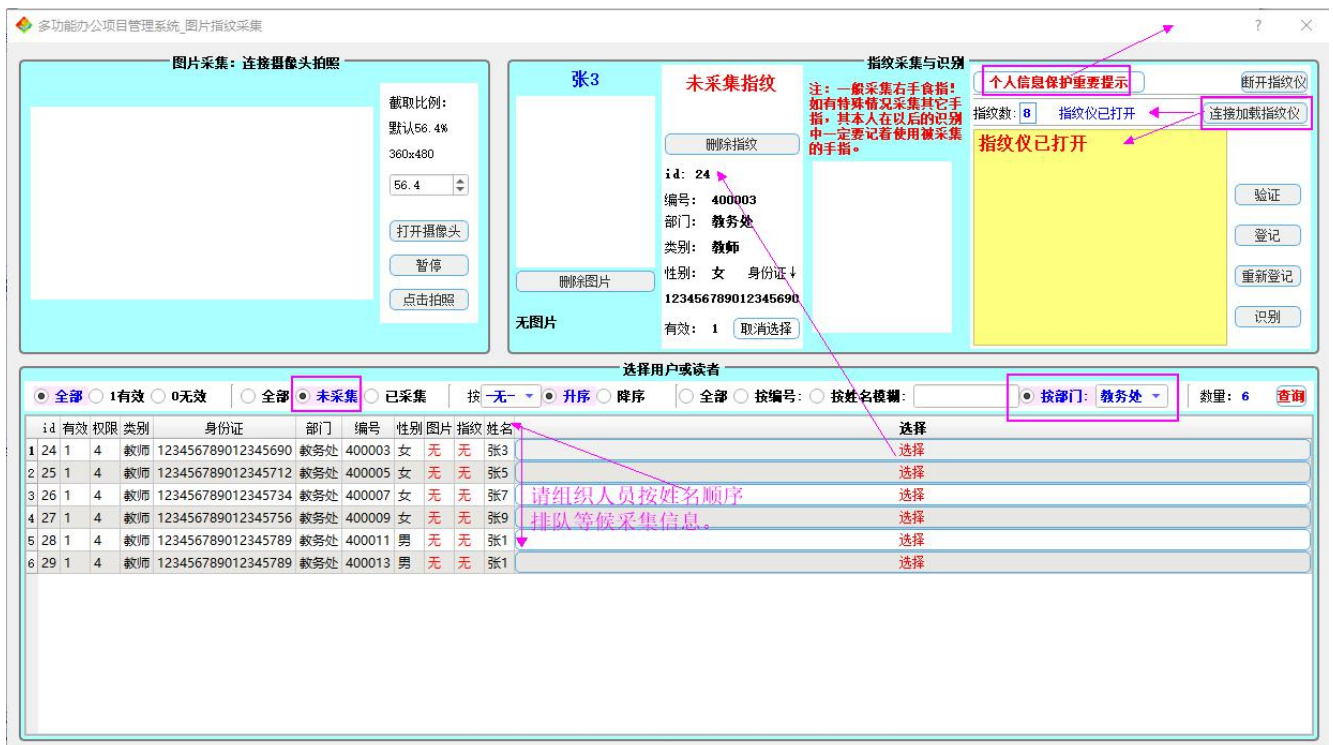 多功能办公项目管理系统_图片指纹采集
? ×
图片采集：连接摄像头拍照
截取比例：
默认56.4%
360x480
56.4
打开摄像头
暂停
点击拍照
指纹采集与识别
张3
删除图片
无图片
未采集指纹
删除指纹
id: 24
编号： 400003
部门： 教务处
类别： 教师
性别： 女 身份证↓
123456789012345690
有效： 1 取消选择
注：一般采集右手食指！
如有特殊情况采集其它手
指，其本人在以后的识别
中一定要记着使用被采集
的手指。
个人信息保护重要提示 断开指纹仪
指纹数： 8 指纹仪已打开 连接加载指纹仪
指纹仪已打开
验证
登记
重新登记
识别
选择用户或读者
全部 1有效 0无效 全部 未采集 已采集 按 -无- 升序 降序 全部 按编号： 按姓名模糊： 按部门： 教务处 数量： 6 查询
id 有效 权限 类别 身份证 部门 编号 性别 图片 指纹 姓名 选择
1 24 1 4 教师 123456789012345690 教务处 400003 女 无 无 张3 选择
2 25 1 4 教师 123456789012345712 教务处 400005 女 无 无 张5 选择
3 26 1 4 教师 123456789012345734 教务处 400007 女 无 无 张7 选择
4 27 1 4 教师 123456789012345756 教务处 400009 女 无 无 张9 选择
5 28 1 4 教师 123456789012345789 教务处 400011 男 无 无 张1 选择
6 29 1 4 教师 123456789012345789 教务处 400013 男 无 无 张1 选择
请组织人员按姓名顺序
排队等候采集信息。